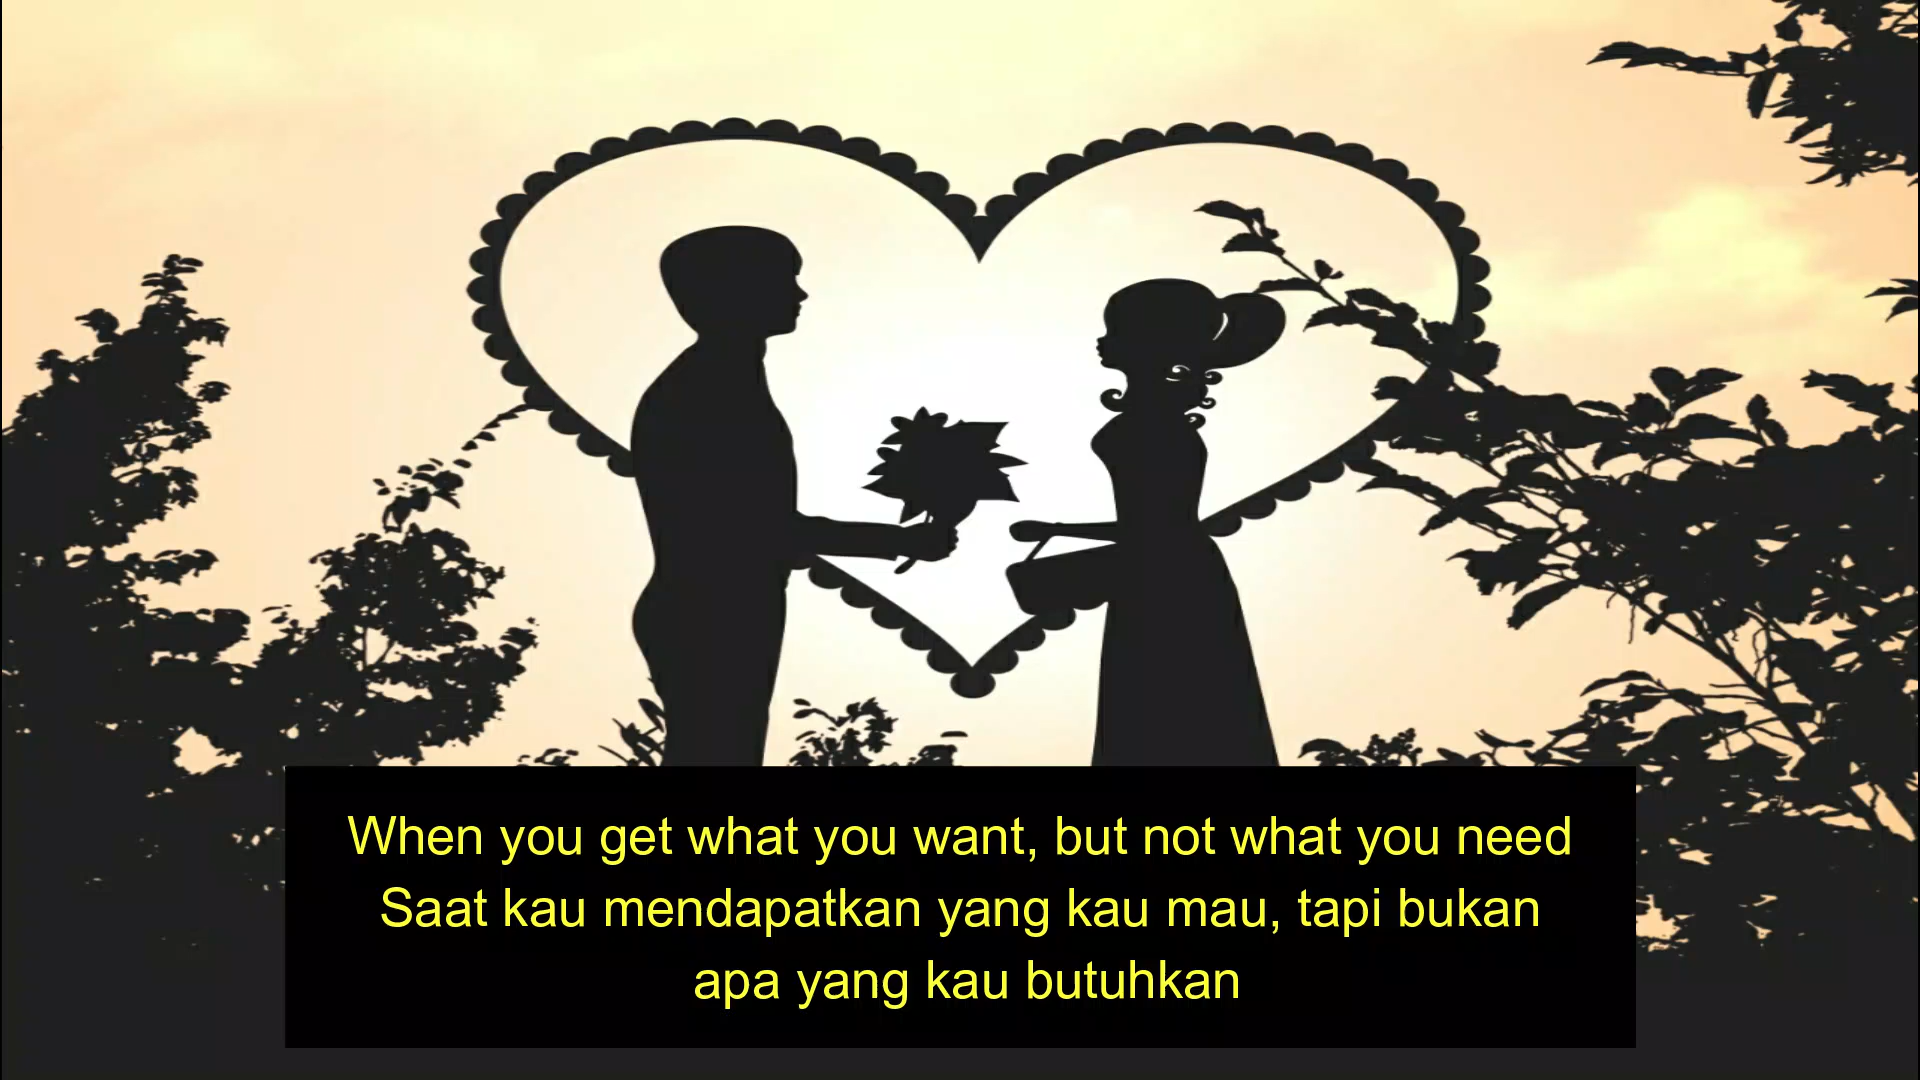 When you get what you want, but not what you need
Saat kau mendapatkan yang kau mau, tapi bukan
apa yang kau butuhkan